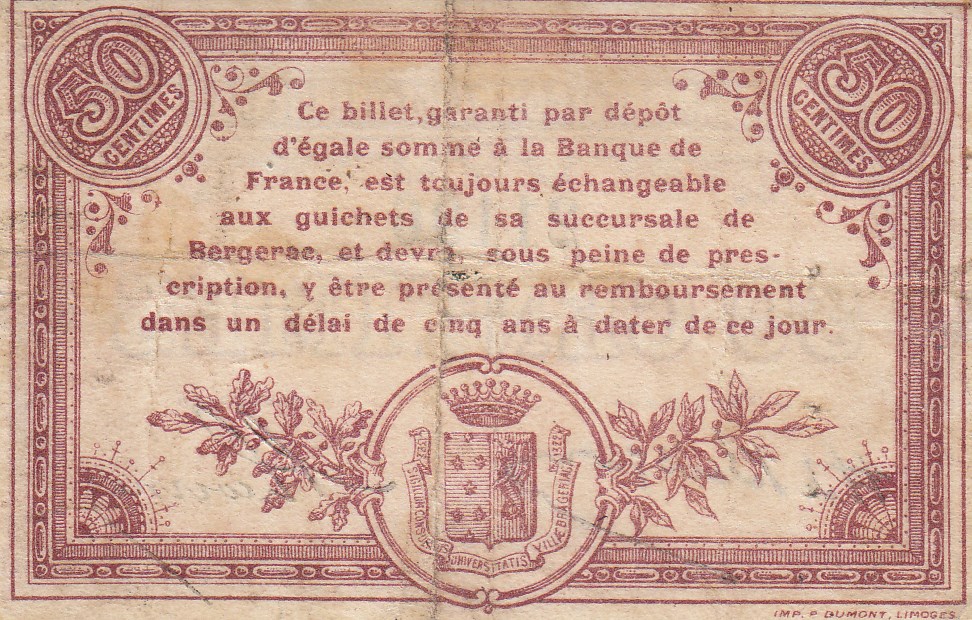 50
CENTIMES
50
CENTIMES
Ce billet, garanti par dépôt
d'égale somme à la Banque de
France, est toujours échangeable
aux guichets de sa succursale de
Bergerac, et devra, sous peine de pres-
cription, y être présenté au remboursement
dans un délai de cinq ans à dater de ce jour.
UNIVERSITATIS
VILLÆ
IMP. P. DUMONT, LIMOGES